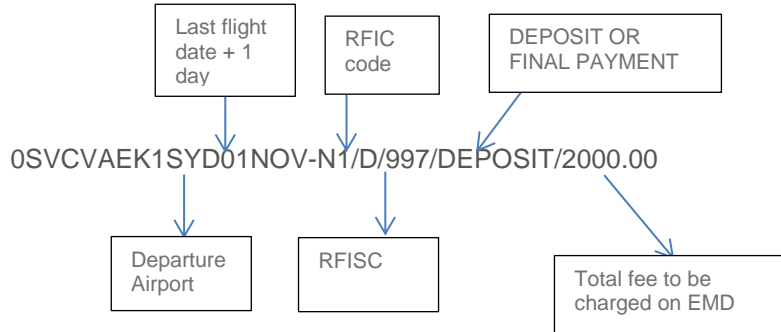 Last flight
date + 1
day
RFIC
code
DEPOSIT OR
FINAL PAYMENT
0SVCVAEK1SYD01NOV-N1/D/997/DEPOSIT/2000.00
Departure
Airport
RFISC
Total fee to be
charged on EMD